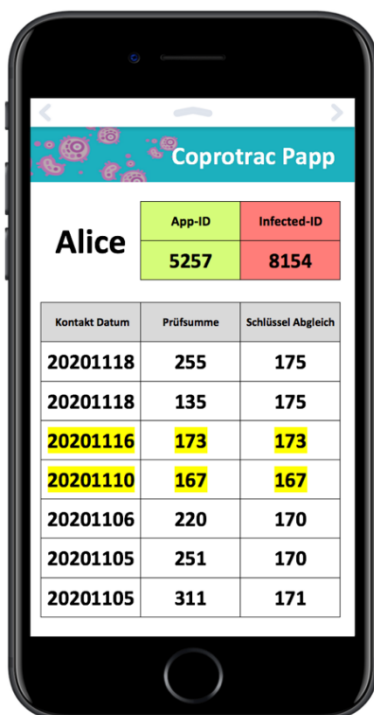 Coprotrac Papp
Alice
App-ID Infected-ID
5257 8154
Kontakt Datum Prüfsumme Schlüssel Abgleich
20201118 255 175
20201118 135 175
20201116 173 173
20201110 167 167
20201106 220 170
20201105 251 170
20201105 311 171